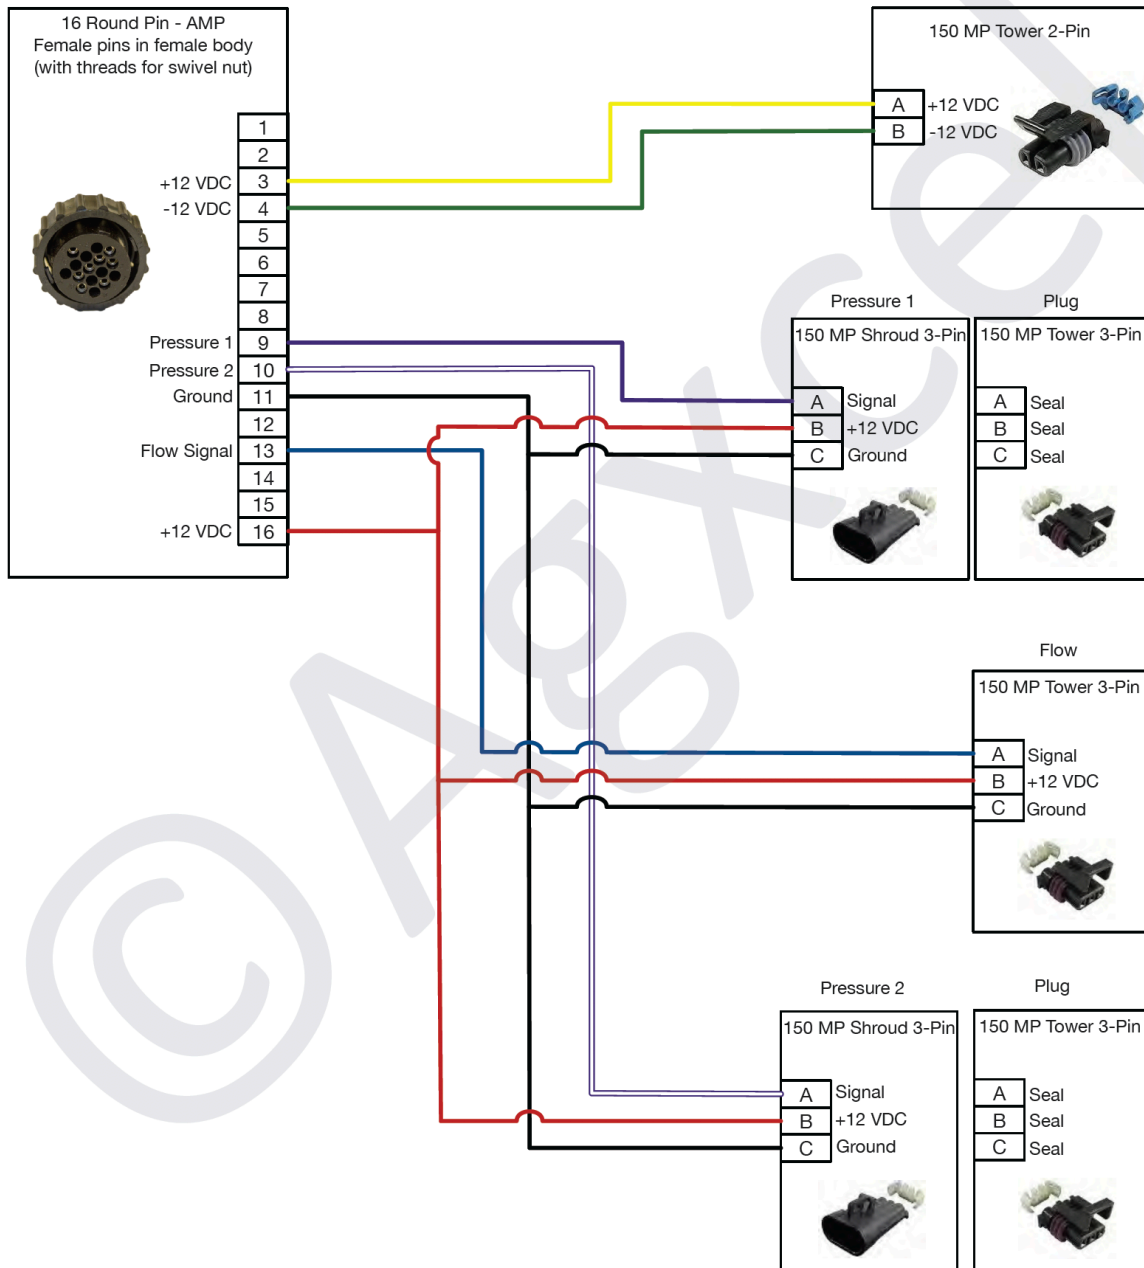 16 Round Pin - AMP
Female pins in female body
(with threads for swivel nut)
1
2
+12 VDC 3
-12 VDC 4
5
6
7
8
Pressure 1 9
Pressure 2 10
Ground 11
12
Flow Signal 13
14
15
+12 VDC 16
150 MP Tower 2-Pin
A +12 VDC
B -12 VDC
Pressure 1
150 MP Shroud 3-Pin
A Signal
B +12 VDC
C Ground
Plug
150 MP Tower 3-Pin
A Seal
B Seal
C Seal
Flow
150 MP Tower 3-Pin
A Signal
B +12 VDC
C Ground
Pressure 2
150 MP Shroud 3-Pin
A Signal
B +12 VDC
C Ground
Plug
150 MP Tower 3-Pin
A Seal
B Seal
C Seal
©Agxcel